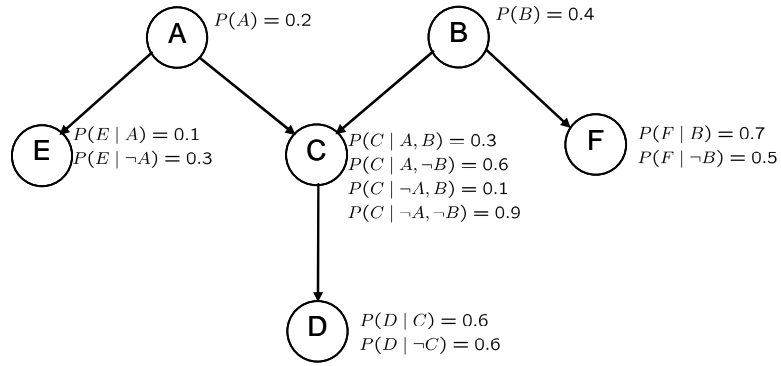 A
P(A) = 0.2
B
P(B) = 0.4
E
P(E | A) = 0.1
P(E | ¬A) = 0.3
C
P(C | A, B) = 0.3
P(C | A, ¬B) = 0.6
P(C | ¬A, B) = 0.1
P(C | ¬A, ¬B) = 0.9
F
P(F | B) = 0.7
P(F | ¬B) = 0.5
D
P(D | C) = 0.6
P(D | ¬C) = 0.6